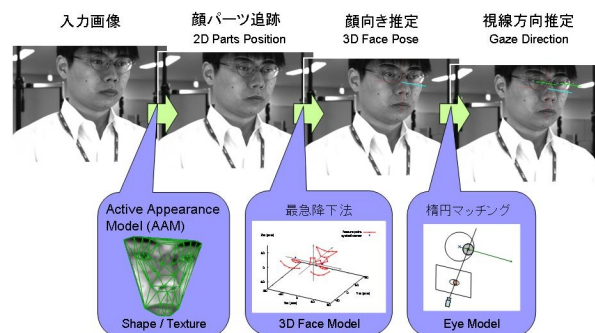 入力画像
顔パーツ追跡
2D Parts Position
顔向き推定
3D Face Pose
視線方向推定
Gaze Direction
Active Appearance
Model (AAM)
Shape / Texture
最急降下法
3D Face Model
楕円マッチング
Eye Model